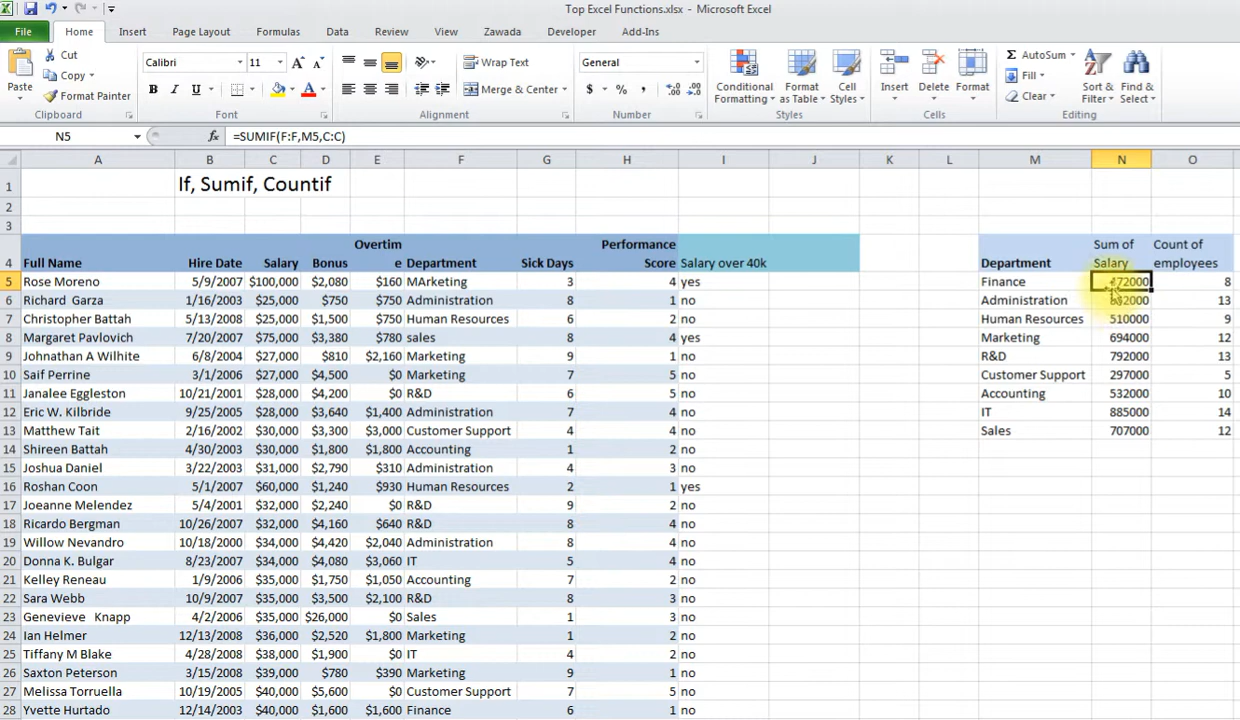 Top Excel Functions.xlsx - Microsoft Excel
File Home Insert Page Layout Formulas Data Review View Zawada Developer Add-Ins
Cut
Copy
Format Painter
Paste
Clipboard
Calibri 11
B I U
Font
Wrap Text
Merge & Center
Alignment
General
$ % ,
Number
Conditional Formatting
Format as Table
Cell Styles
Styles
Insert Delete Format
Cells
AutoSum
Fill
Clear
Sort & Filter
Find & Select
Editing
N5 fx =SUMIF(F:F,M5,C:C)
A B C D E F G H I J K L M N O
1 If, Sumif, Countif
2
3
Overtim Performance Sum of Count of
4 Full Name Hire Date Salary Bonus e Department Sick Days Score Salary over 40k Department Salary employees
5 Rose Moreno 5/9/2007 $100,000 $2,080 $160 MArketing 3 4 yes Finance 472000 8
6 Richard Garza 1/16/2003 $25,000 $750 $750 Administration 8 1 no Administration 13
7 Christopher Battah 5/13/2008 $25,000 $1,500 $750 Human Resources 6 2 no Human Resources 510000 9
8 Margaret Pavlovich 7/20/2007 $75,000 $3,380 $780 sales 8 4 yes Marketing 694000 12
9 Johnathan A Wilhite 6/8/2004 $27,000 $810 $2,160 Marketing 9 1 no R&D 792000 13
10 Saif Perrine 3/1/2006 $27,000 $4,500 $0 Marketing 7 5 no Customer Support 297000 5
11 Janalee Eggleston 10/21/2001 $28,000 $4,200 $0 R&D 6 5 no Accounting 532000 10
12 Eric W. Kilbride 9/25/2005 $28,000 $3,640 $1,400 Administration 7 4 no IT 885000 14
13 Matthew Tait 2/16/2002 $30,000 $3,300 $3,000 Customer Support 4 4 no Sales 707000 12
14 Shireen Battah 4/30/2003 $30,000 $1,800 $1,800 Accounting 1 2 no
15 Joshua Daniel 3/22/2003 $31,000 $2,790 $310 Administration 4 3 no
16 Roshan Coon 5/1/2007 $60,000 $1,240 $930 Human Resources 2 1 yes
17 Joeanne Melendez 5/4/2001 $32,000 $2,240 $0 R&D 9 2 no
18 Ricardo Bergman 10/26/2007 $32,000 $4,160 $640 R&D 8 4 no
19 Willow Nevandro 10/18/2000 $34,000 $4,420 $2,040 Administration 8 4 no
20 Donna K. Bulgar 8/23/2007 $34,000 $4,080 $3,060 IT 5 4 no
21 Kelley Reneau 1/9/2006 $35,000 $1,750 $1,050 Accounting 7 2 no
22 Sara Webb 10/9/2007 $35,000 $3,500 $2,100 R&D 8 3 no
23 Genevieve Knapp 4/2/2006 $35,000 $26,000 $0 Sales 1 3 no
24 Ian Helmer 12/13/2008 $36,000 $2,520 $1,800 Marketing 1 2 no
25 Tiffany M Blake 4/28/2008 $38,000 $1,900 $0 IT 4 2 no
26 Saxton Peterson 3/15/2008 $39,000 $780 $390 Marketing 9 1 no
27 Melissa Torruella 10/19/2005 $40,000 $5,600 $0 Customer Support 7 5 no
28 Yvette Hurtado 12/14/2003 $40,000 $1,600 $1,600 Finance 6 1 no